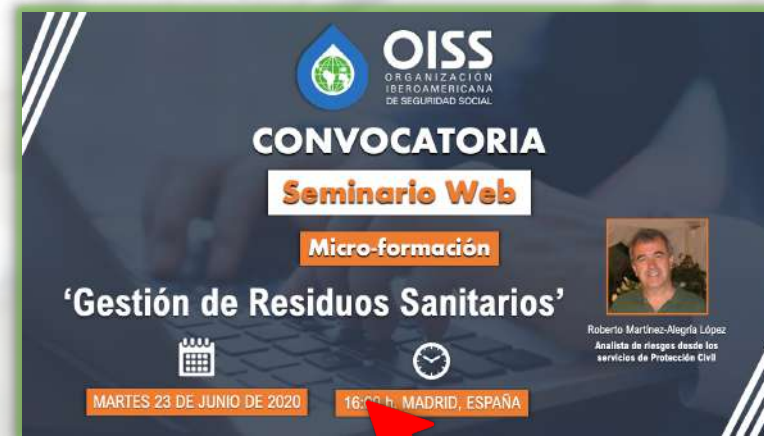 OISS
ORGANIZACIÓN
IBEROAMERICANA
DE SEGURIDAD SOCIAL
CONVOCATORIA
Seminario Web
Micro-formación
‘Gestión de Residuos Sanitarios’
Roberto Martínez-Alegría López
Analista de riesgos desde los
servicios de Protección Civil
MARTES 23 DE JUNIO DE 2020
h. MADRID, ESPAÑA